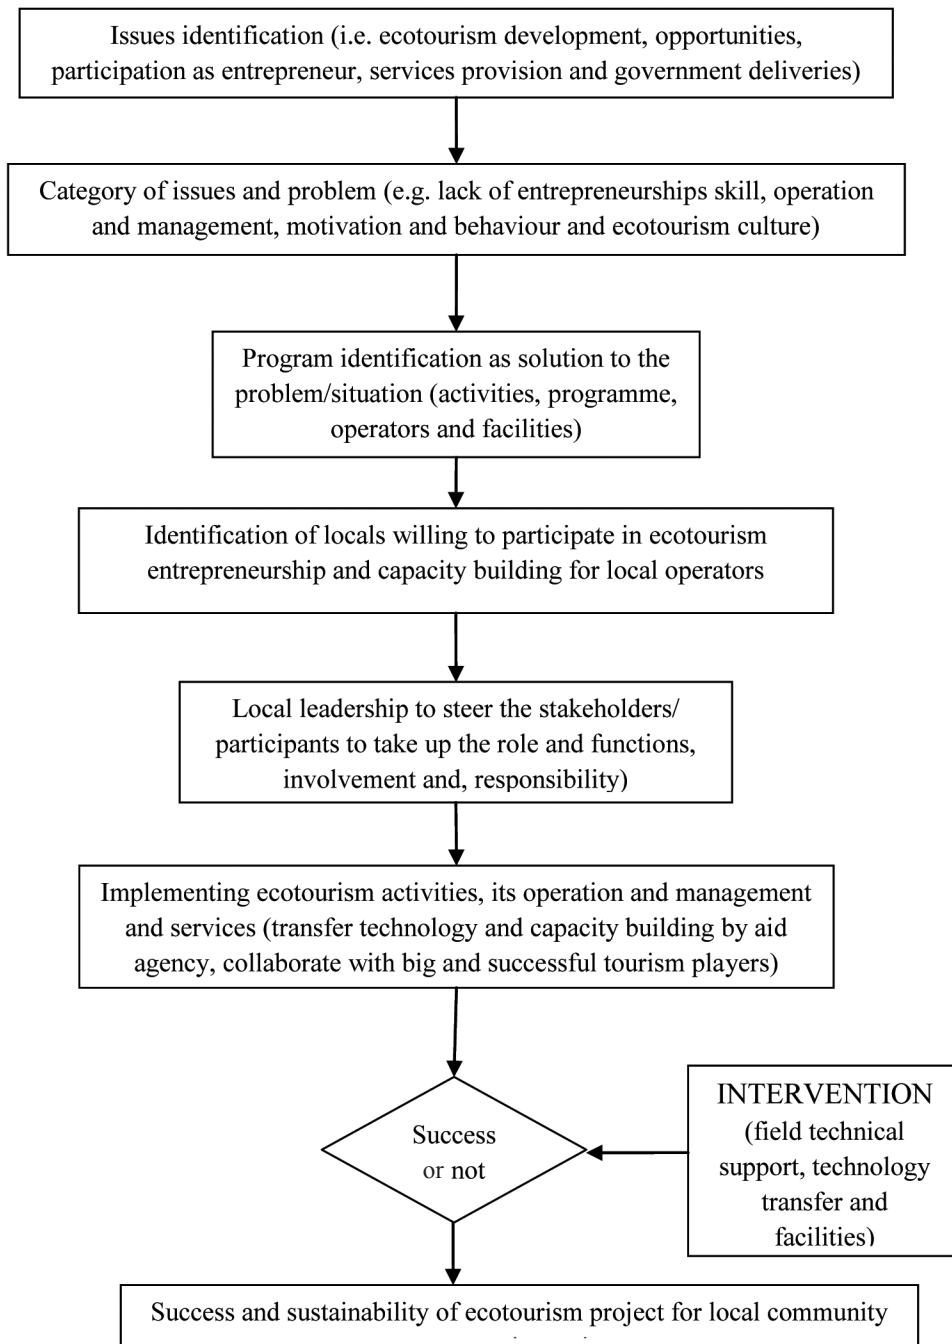 Issues identification (i.e. ecotourism development, opportunities,
participation as entrepreneur, services provision and government deliveries)
Category of issues and problem (e.g. lack of entrepreneurships skill, operation
and management, motivation and behaviour and ecotourism culture)
Program identification as solution to the
problem/situation (activities, programme,
operators and facilities)
Identification of locals willing to participate in ecotourism
entrepreneurship and capacity building for local operators
Local leadership to steer the stakeholders/
participants to take up the role and functions,
involvement and, responsibility)
Implementing ecotourism activities, its operation and management
and services (transfer technology and capacity building by aid
agency, collaborate with big and successful tourism players)
Success
or not
INTERVENTION
(field technical
support, technology
transfer and
facilities)
Success and sustainability of ecotourism project for local community